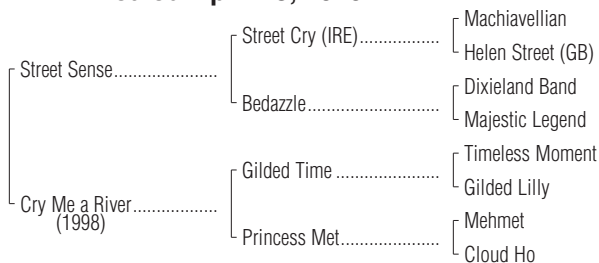 Machiavellian
Street Cry (IRE)
Helen Street (GB)
Street Sense
Dixieland Band
Bedazzle
Majestic Legend
Timeless Moment
Gilded Time
Gilded Lilly
Cry Me a River
(1998)
Mehmet
Princess Met
Cloud Ho